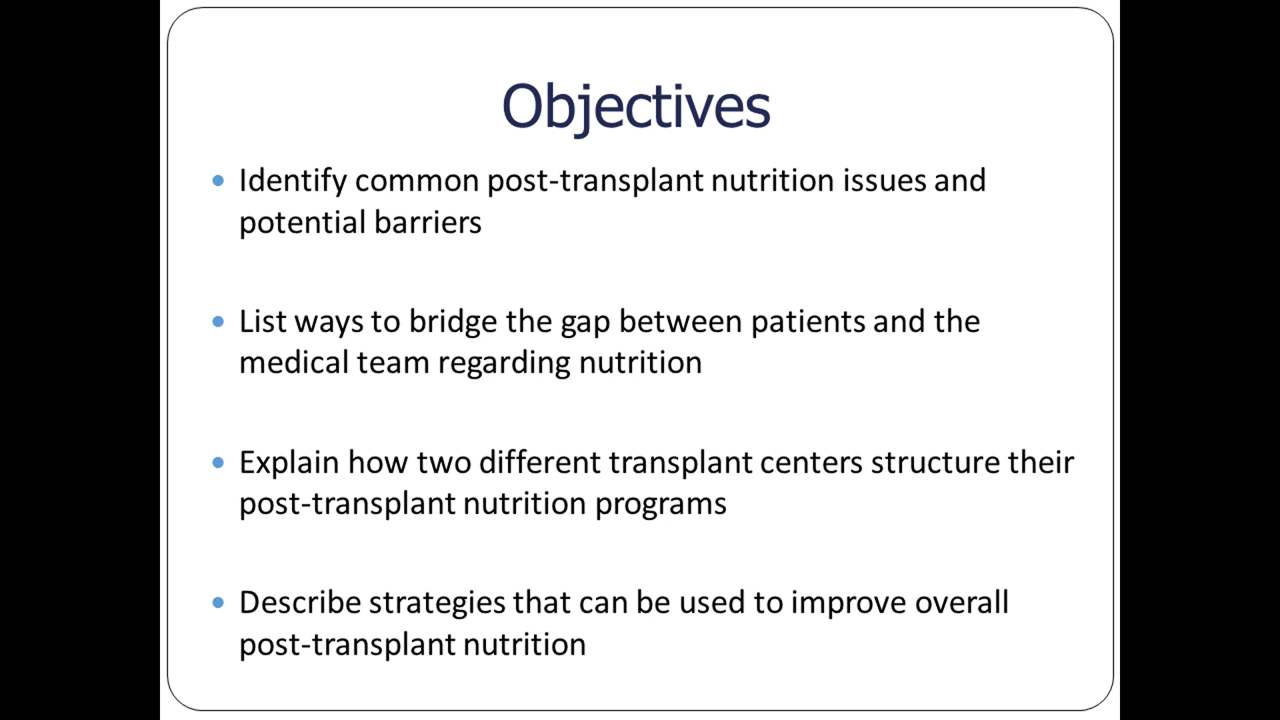 Objectives
• Identify common post-transplant nutrition issues and
potential barriers
• List ways to bridge the gap between patients and the
medical team regarding nutrition
• Explain how two different transplant centers structure their
post-transplant nutrition programs
• Describe strategies that can be used to improve overall
post-transplant nutrition